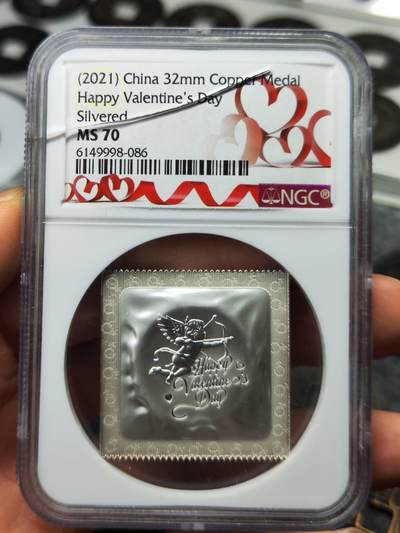 (2021) China 32mm Copper Medal
Happy Valentine's Day
Silvered
MS 70
6149998-086
NGC®
Happy
Valentine's
Day